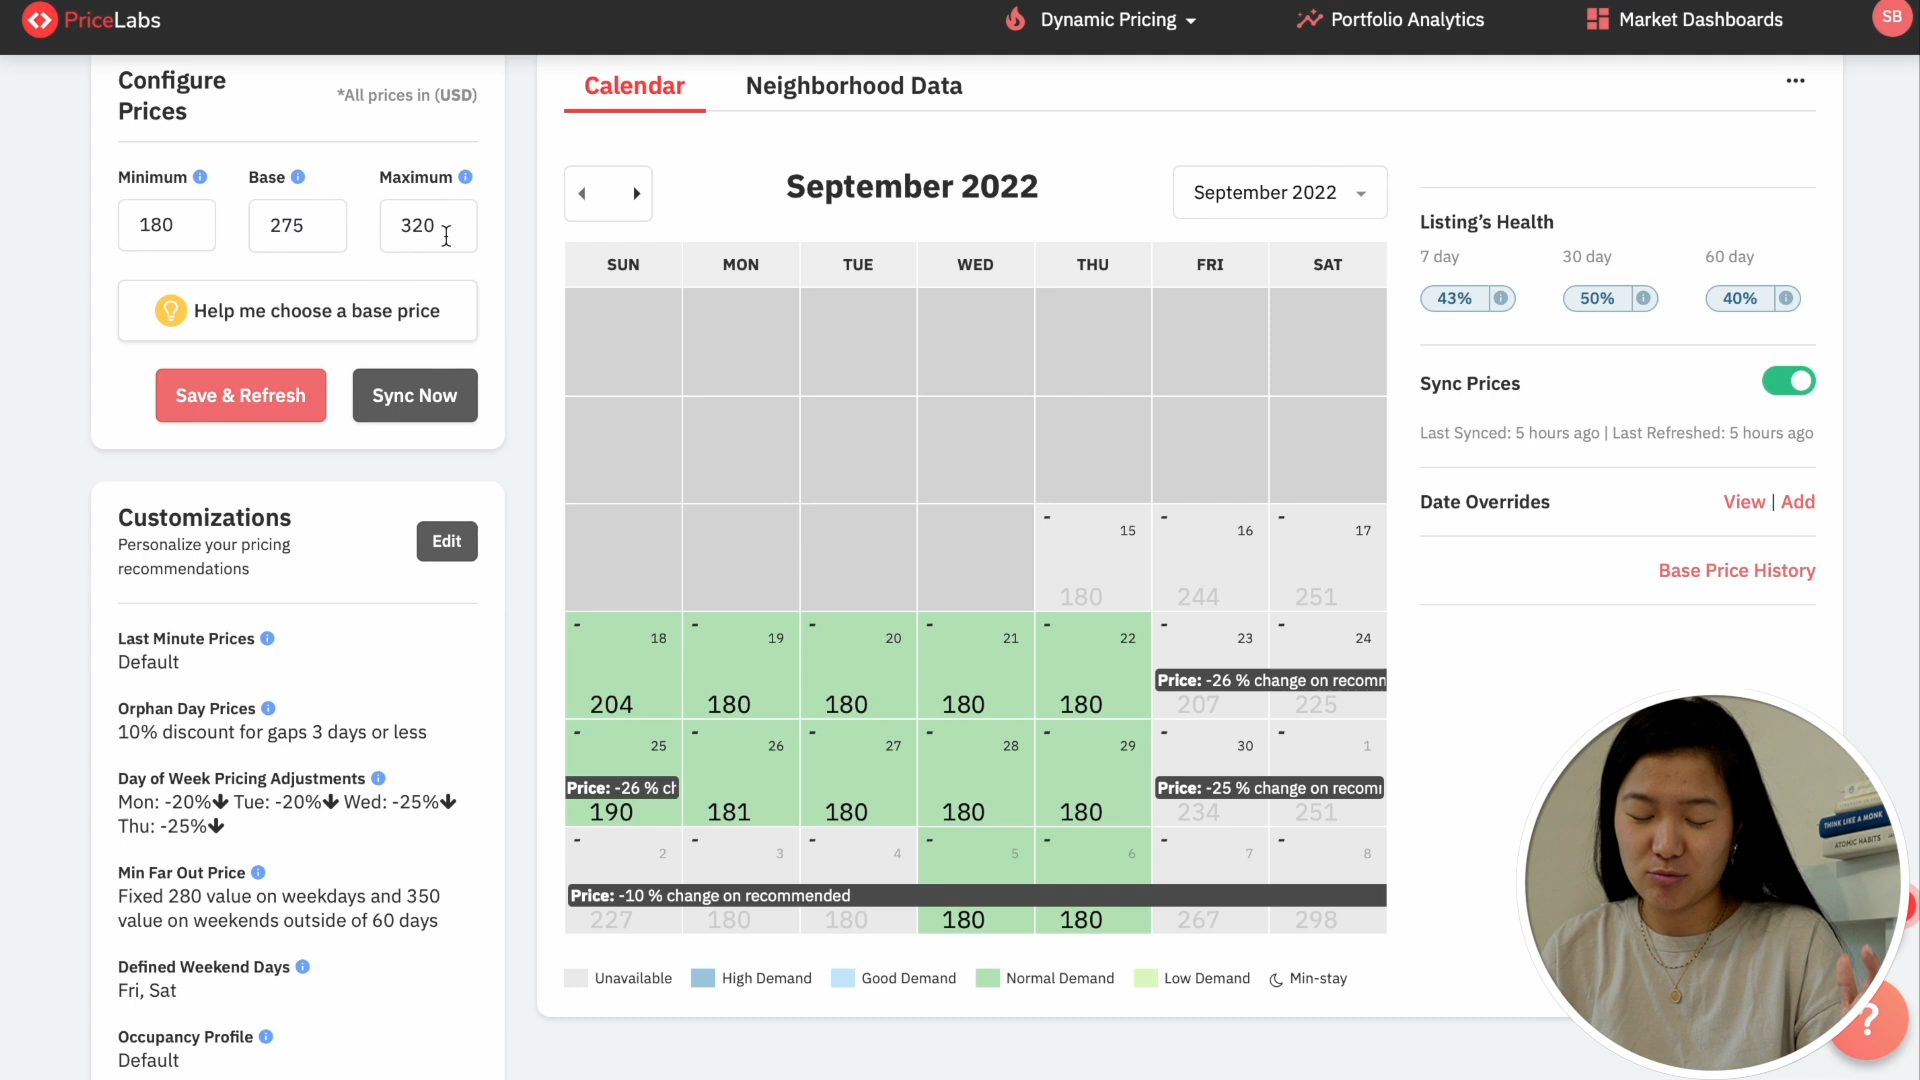 PriceLabs
Dynamic Pricing
Portfolio Analytics
Market Dashboards
SB
Configure
Prices
*All prices in (USD)
Minimum
Base
Maximum
180
275
320
Help me choose a base price
Save & Refresh
Sync Now
Customizations
Personalize your pricing
recommendations
Edit
Last Minute Prices
Default
Orphan Day Prices
10% discount for gaps 3 days or less
Day of Week Pricing Adjustments
Mon: -20% Tue: -20% Wed: -25%
Thu: -25%
Min Far Out Price
Fixed 280 value on weekdays and 350
value on weekends outside of 60 days
Defined Weekend Days
Fri, Sat
Occupancy Profile
Default
Calendar
Neighborhood Data
September 2022
September 2022
SUN MON TUE WED THU FRI SAT
- 15 - 16 - 17
180 244 251
- 18 - 19 - 20 - 21 - 22 - 23 - 24
Price: -26 % change on recomm
204 180 180 180 180 207 225
- 25 - 26 - 27 - 28 - 29 - 30 - 1
Price: -26 % ch
Price: -25 % change on recomm
190 181 180 180 180 234 251
- 2 - 3 - 4 - 5 - 6 - 7 - 8
Price: -10 % change on recommended
227 180 180 180 180 267 298
Unavailable
High Demand
Good Demand
Normal Demand
Low Demand
Min-stay
Listing’s Health
7 day
30 day
60 day
43%
50%
40%
Sync Prices
Last Synced: 5 hours ago | Last Refreshed: 5 hours ago
Date Overrides
View | Add
Base Price History
THINK LIKE A MONK
ATOMIC HABITS
?